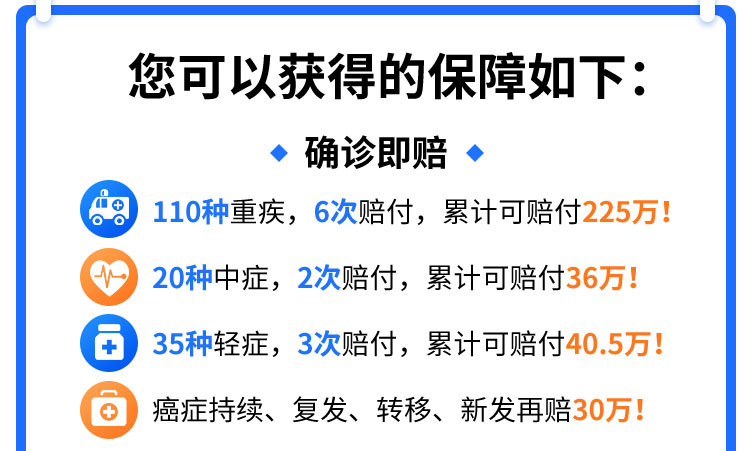 您可以获得的保障如下：
确诊即赔
110种重疾，6次赔付，累计可赔付225万！
20种中症，2次赔付，累计可赔付36万！
35种轻症，3次赔付，累计可赔付40.5万！
癌症持续、复发、转移、新发再赔30万！